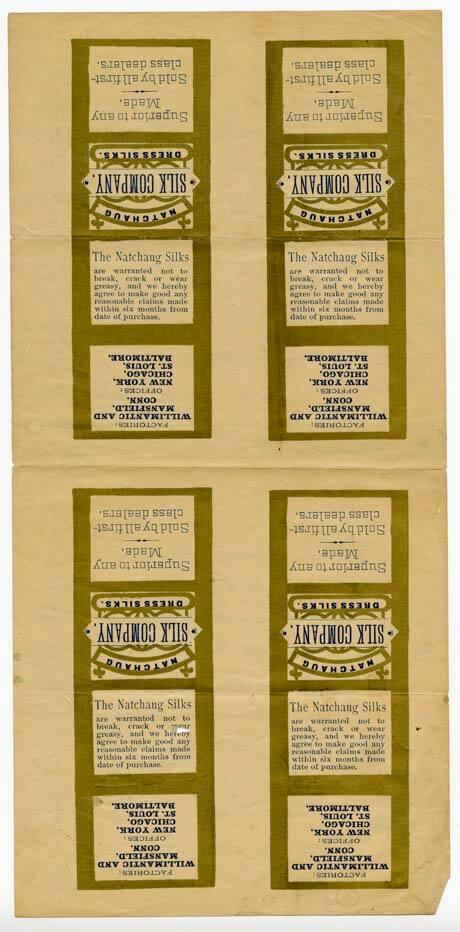 Superior to any
Made.
Sold by all first-
class dealers.
NATCHAUG
SILK COMPANY.
DRESS SILKS.
The Natchaug Silks
are warranted not to
break, crack or wear
greasy, and we hereby
agree to make good any
reasonable claims made
within six months from
date of purchase.
FACTORIES:
WILLIMANTIC AND
MANSFIELD,
CONN.
OFFICES:
NEW YORK,
CHICAGO,
ST. LOUIS,
BALTIMORE.
Superior to any
Made.
Sold by all first-
class dealers.
NATCHAUG
SILK COMPANY.
DRESS SILKS.
The Natchaug Silks
are warranted not to
break, crack or wear
greasy, and we hereby
agree to make good any
reasonable claims made
within six months from
date of purchase.
FACTORIES:
WILLIMANTIC AND
MANSFIELD,
CONN.
OFFICES:
NEW YORK,
CHICAGO,
ST. LOUIS,
BALTIMORE.
Superior to any
Made.
Sold by all first-
class dealers.
NATCHAUG
SILK COMPANY.
DRESS SILKS.
The Natchaug Silks
are warranted not to
break, crack or wear
greasy, and we hereby
agree to make good any
reasonable claims made
within six months from
date of purchase.
FACTORIES:
WILLIMANTIC AND
MANSFIELD,
CONN.
OFFICES:
NEW YORK,
CHICAGO,
ST. LOUIS,
BALTIMORE.
Superior to any
Made.
Sold by all first-
class dealers.
NATCHAUG
SILK COMPANY.
DRESS SILKS.
The Natchaug Silks
are warranted not to
break, crack or wear
greasy, and we hereby
agree to make good any
reasonable claims made
within six months from
date of purchase.
FACTORIES:
WILLIMANTIC AND
MANSFIELD,
CONN.
OFFICES:
NEW YORK,
CHICAGO,
ST. LOUIS,
BALTIMORE.